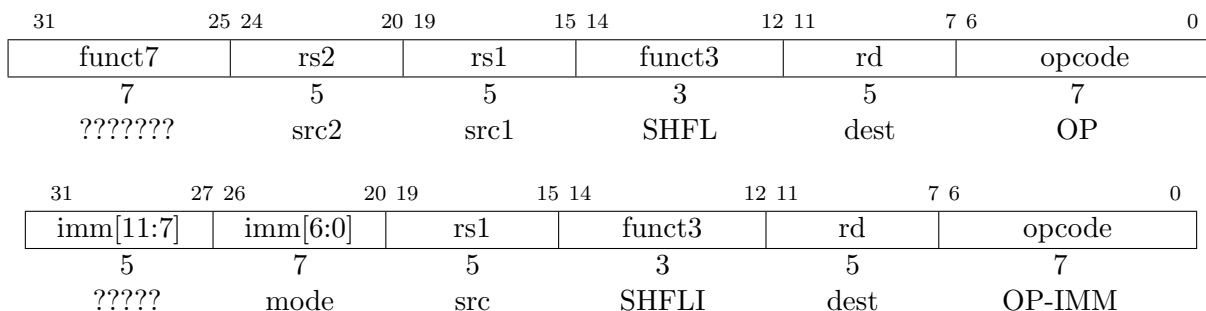 31 25 24 20 19 15 14 12 11 7 6 0
funct7 rs2 rs1 funct3 rd opcode
7 5 5 3 5 7
??????? src2 src1 SHFL dest OP
31 27 26 20 19 15 14 12 11 7 6 0
imm[11:7] imm[6:0] rs1 funct3 rd opcode
5 7 5 3 5 7
????? mode src SHFLI dest OP-IMM